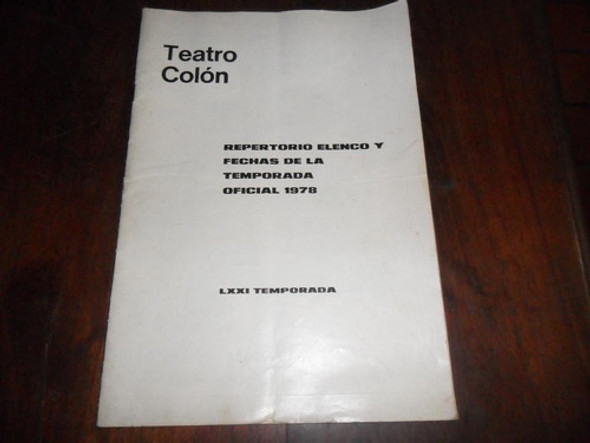 Teatro
Colón
REPERTORIO ELENCO Y
FECHAS DE LA
TEMPORADA
OFICIAL 1978
LXXI TEMPORADA